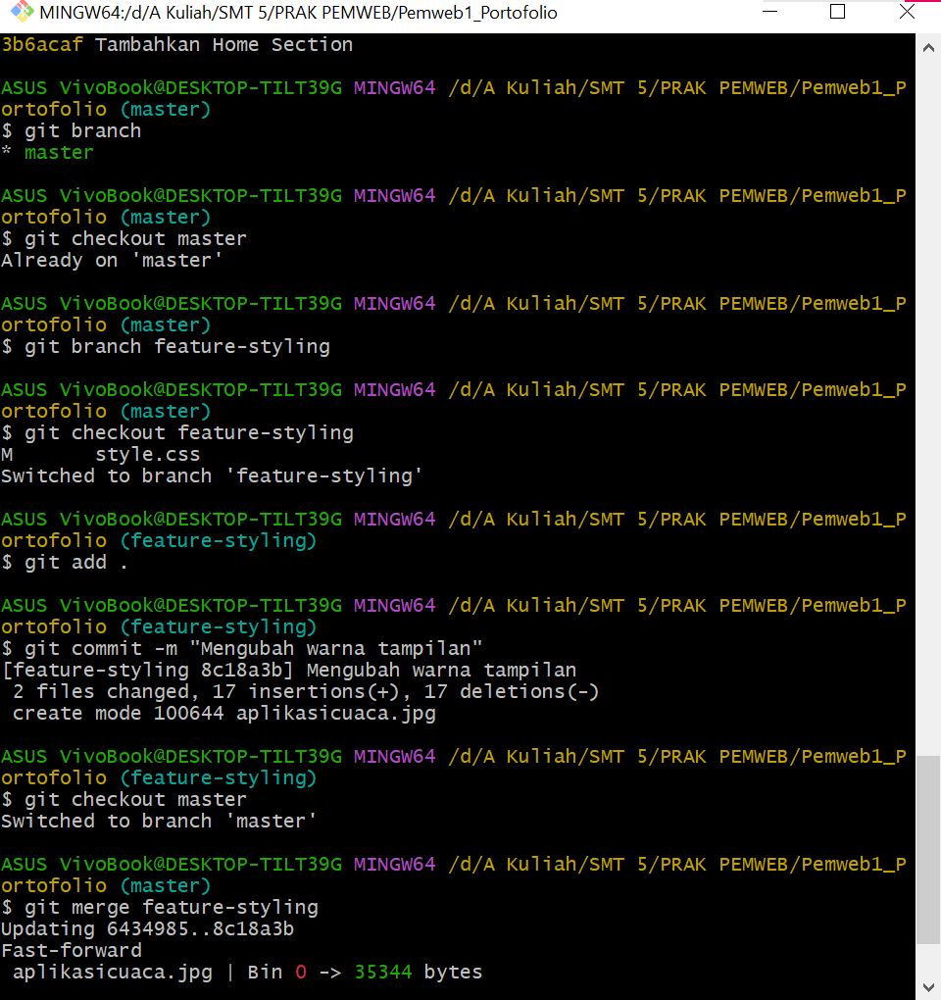 MINGW64:/d/A Kuliah/SMT 5/PRAK PEMWEB/Pemweb1_Portofolio
3b6acaf Tambahkan Home Section
ASUS VivoBook@DESKTOP-TILT39G MINGW64 /d/A Kuliah/SMT 5/PRAK PEMWEB/Pemweb1_P
ortofolio (master)
$ git branch
* master
ASUS VivoBook@DESKTOP-TILT39G MINGW64 /d/A Kuliah/SMT 5/PRAK PEMWEB/Pemweb1_P
ortofolio (master)
$ git checkout master
Already on 'master'
ASUS VivoBook@DESKTOP-TILT39G MINGW64 /d/A Kuliah/SMT 5/PRAK PEMWEB/Pemweb1_P
ortofolio (master)
$ git branch feature-styling
ASUS VivoBook@DESKTOP-TILT39G MINGW64 /d/A Kuliah/SMT 5/PRAK PEMWEB/Pemweb1_P
ortofolio (master)
$ git checkout feature-styling
M       style.css
Switched to branch 'feature-styling'
ASUS VivoBook@DESKTOP-TILT39G MINGW64 /d/A Kuliah/SMT 5/PRAK PEMWEB/Pemweb1_P
ortofolio (feature-styling)
$ git add .
ASUS VivoBook@DESKTOP-TILT39G MINGW64 /d/A Kuliah/SMT 5/PRAK PEMWEB/Pemweb1_P
ortofolio (feature-styling)
$ git commit -m "Mengubah warna tampilan"
[feature-styling 8c18a3b] Mengubah warna tampilan
 2 files changed, 17 insertions(+), 17 deletions(-)
 create mode 100644 aplikasicuaca.jpg
ASUS VivoBook@DESKTOP-TILT39G MINGW64 /d/A Kuliah/SMT 5/PRAK PEMWEB/Pemweb1_P
ortofolio (feature-styling)
$ git checkout master
Switched to branch 'master'
ASUS VivoBook@DESKTOP-TILT39G MINGW64 /d/A Kuliah/SMT 5/PRAK PEMWEB/Pemweb1_P
ortofolio (master)
$ git merge feature-styling
Updating 6434985..8c18a3b
Fast-forward
 aplikasicuaca.jpg | Bin 0 -> 35344 bytes